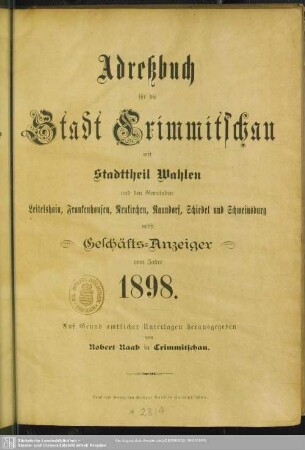 Adreßbuch
für die
Stadt Crimmitschau
mit
Stadttheil Wahlen
und den Gemeinden
Leitelshain, Frankenhausen, Neukirchen, Naundorf, Schiedel und Schweinsburg
nebst
Geschäfts-Anzeiger
vom Jahre
1898.
Auf Grund amtlicher Unterlagen herausgegeben
von
Robert Raab in Crimmitschau.